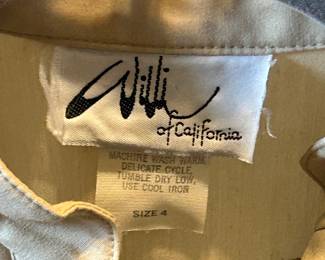 Willi
of California
MACHINE WASH WARM
DELICATE CYCLE,
TUMBLE DRY LOW,
USE COOL IRON
SIZE 4